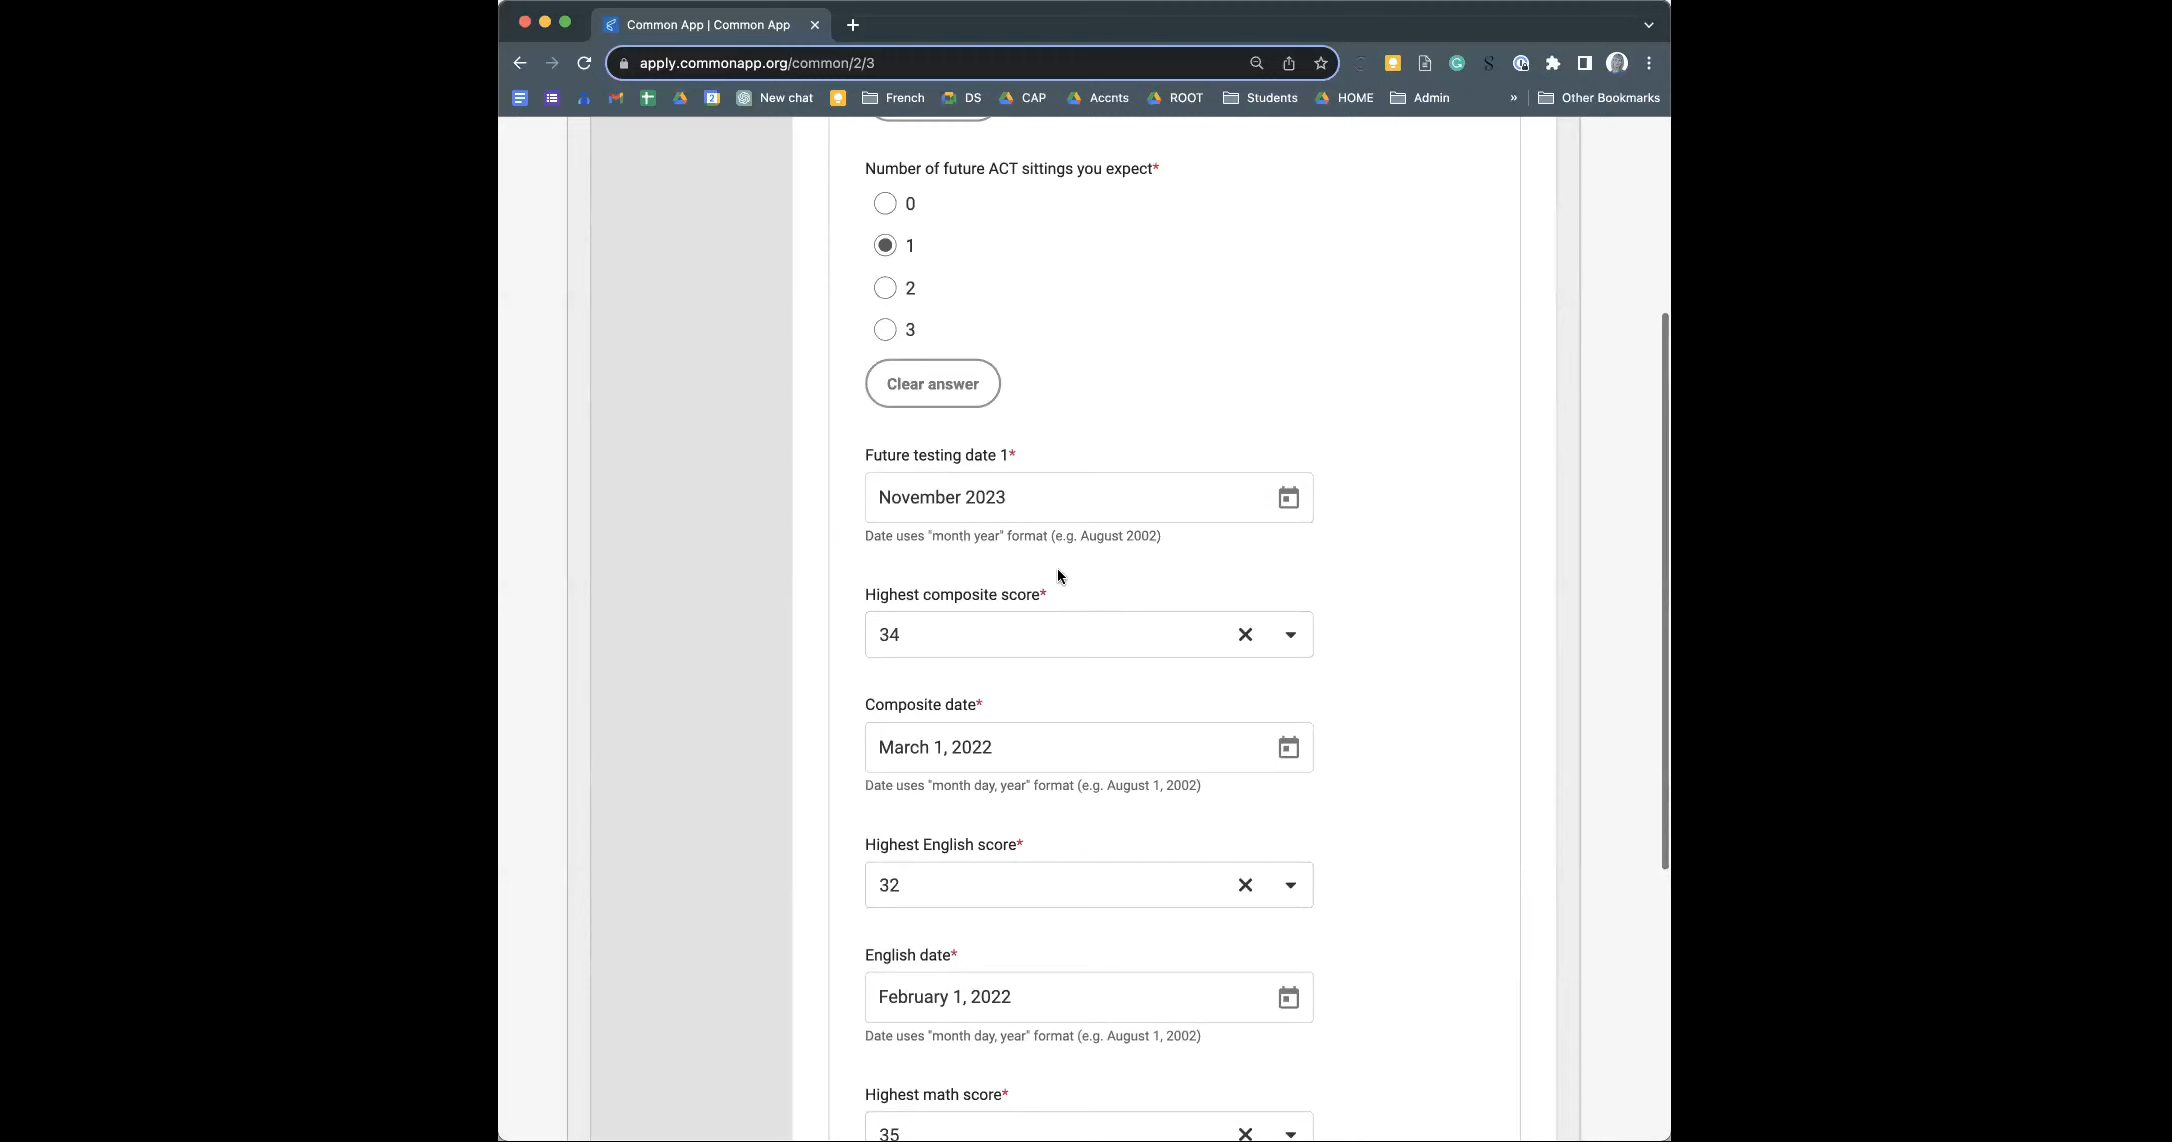 Common App | Common App
apply.commonapp.org/common/2/3
New chat French DS CAP Accnts ROOT Students HOME Admin » Other Bookmarks
Number of future ACT sittings you expect*
0
1
2
3
Clear answer
Future testing date 1*
November 2023
Date uses "month year" format (e.g. August 2002)
Highest composite score*
34
Composite date*
March 1, 2022
Date uses "month day, year" format (e.g. August 1, 2002)
Highest English score*
32
English date*
February 1, 2022
Date uses "month day, year" format (e.g. August 1, 2002)
Highest math score*
35